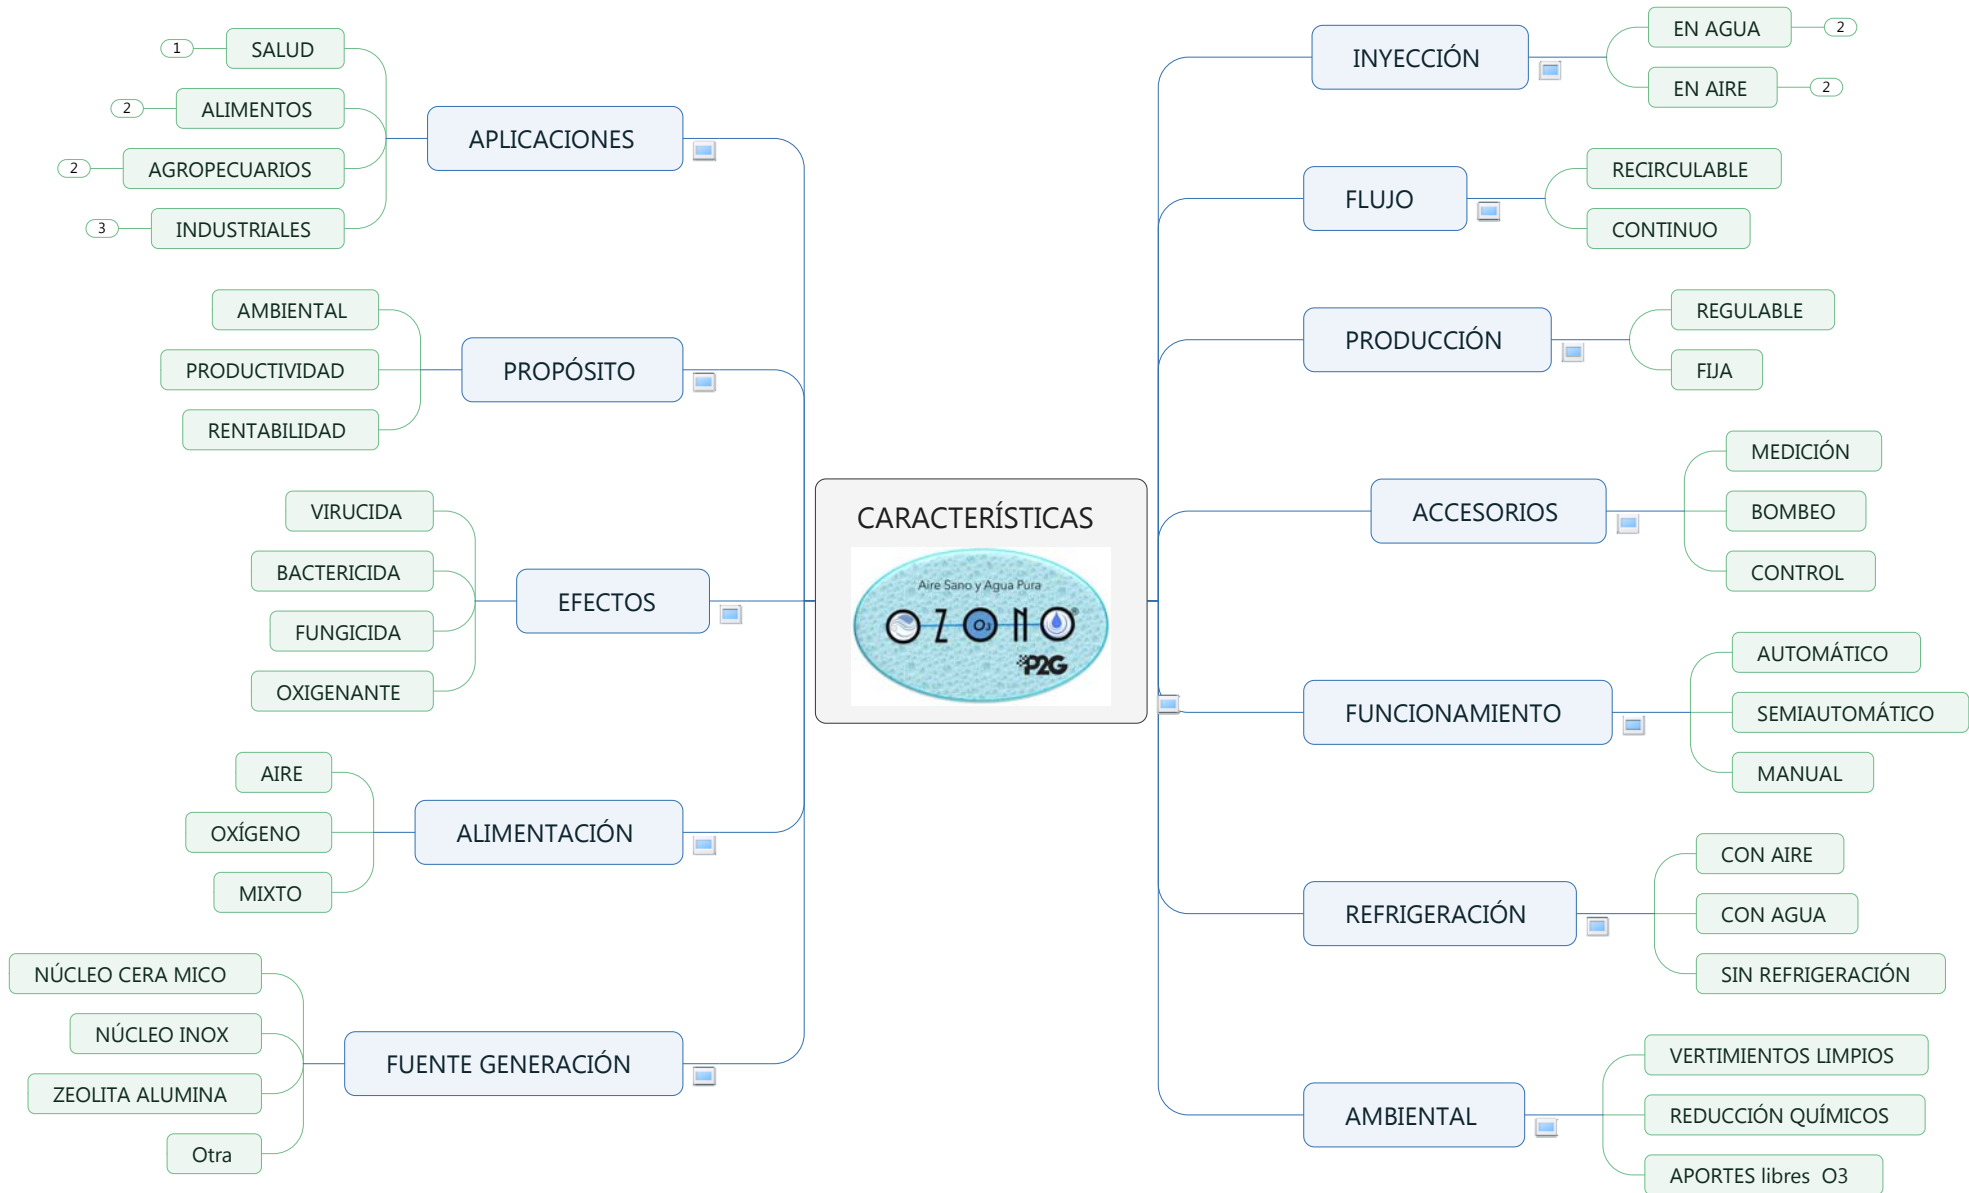 CARACTERÍSTICAS
Aire Sano y Agua Pura
OZONO®
O3
P2G
APLICACIONES
SALUD
1
ALIMENTOS
2
AGROPECUARIOS
2
INDUSTRIALES
3
PROPÓSITO
AMBIENTAL
PRODUCTIVIDAD
RENTABILIDAD
EFECTOS
VIRUCIDA
BACTERICIDA
FUNGICIDA
OXIGENANTE
ALIMENTACIÓN
AIRE
OXÍGENO
MIXTO
FUENTE GENERACIÓN
NÚCLEO CERA MICO
NÚCLEO INOX
ZEOLITA ALUMINA
Otra
INYECCIÓN
EN AGUA
2
EN AIRE
2
FLUJO
RECIRCULABLE
CONTINUO
PRODUCCIÓN
REGULABLE
FIJA
ACCESORIOS
MEDICIÓN
BOMBEO
CONTROL
FUNCIONAMIENTO
AUTOMÁTICO
SEMIAUTOMÁTICO
MANUAL
REFRIGERACIÓN
CON AIRE
CON AGUA
SIN REFRIGERACIÓN
AMBIENTAL
VERTIMIENTOS LIMPIOS
REDUCCIÓN QUÍMICOS
APORTES libres O3